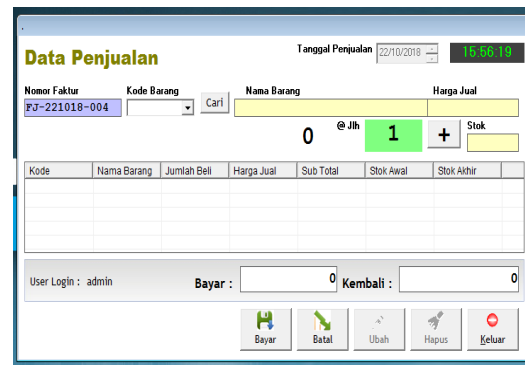 .
Data Penjualan
Tanggal Penjualan 22/10/2018 15:56:19
Nomor Faktur Kode Barang Nama Barang Harga Jual
FJ-221018-004 Cari
0 @ Jlh 1 + Stok
Kode Nama Barang Jumlah Beli Harga Jual Sub Total Stok Awal Stok Akhir
User Login : admin Bayar : 0 Kembali : 0
Bayar Batal Ubah Hapus Keluar